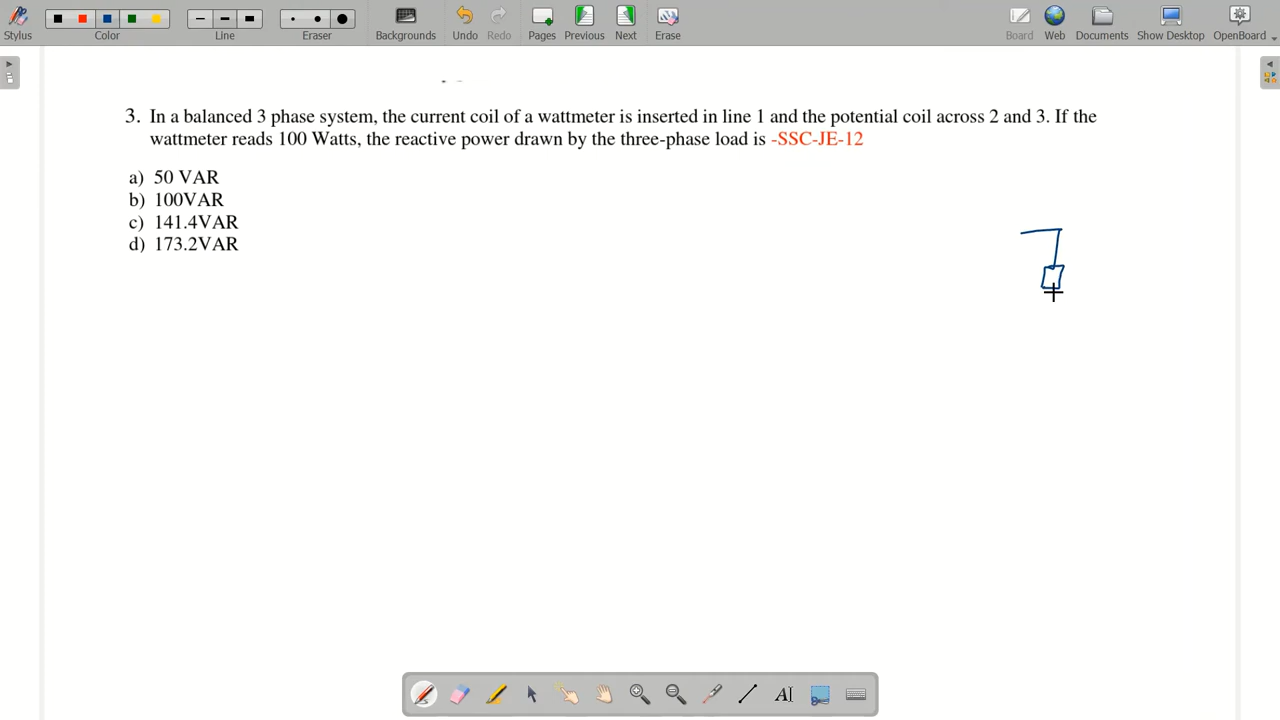 Stylus
Color
Line
Eraser
Backgrounds
Undo
Redo
Pages
Previous
Next
Erase
Board
Web
Documents
Show Desktop
OpenBoard
3. In a balanced 3 phase system, the current coil of a wattmeter is inserted in line 1 and the potential coil across 2 and 3. If the
wattmeter reads 100 Watts, the reactive power drawn by the three-phase load is -SSC-JE-12
a) 50 VAR
b) 100VAR
c) 141.4VAR
d) 173.2VAR
AI